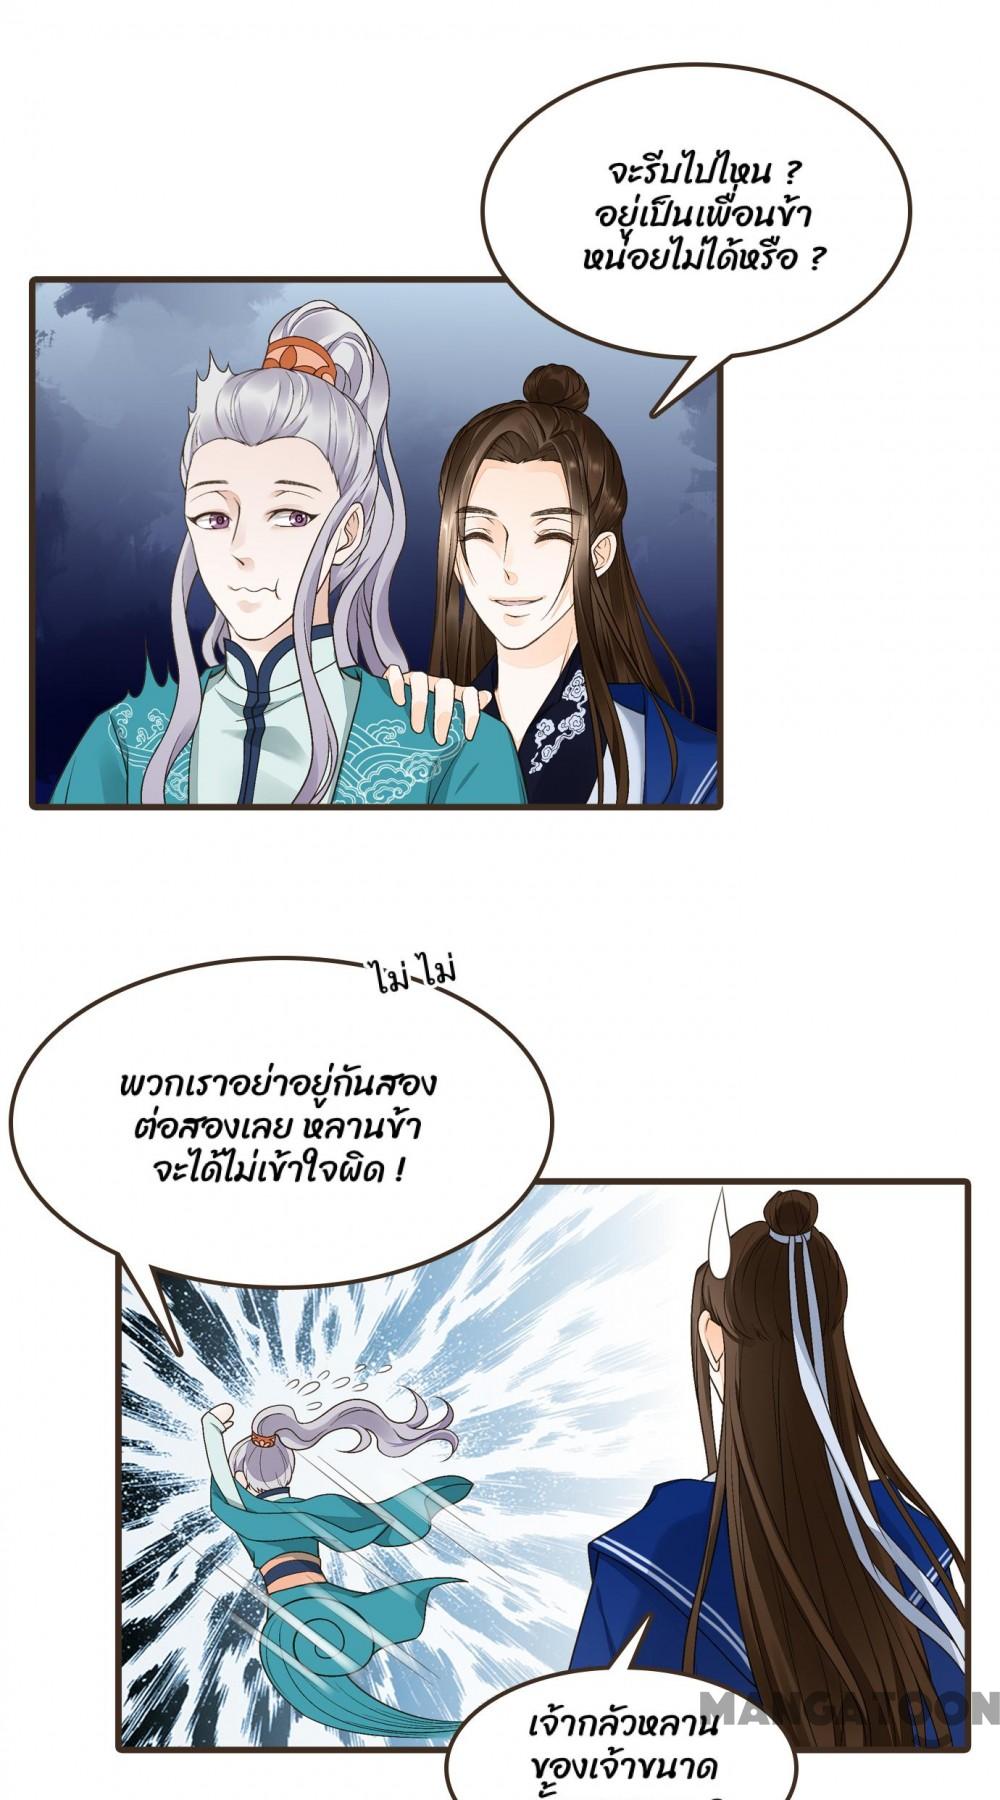 จะรีบไปไหน ?
อยู่เป็นเพื่อนข้า
หน่อยไม่ได้หรือ ?
ไม่ ไม่
พวกเราอย่าอยู่กันสอง
ต่อสองเลย หลานข้า
จะได้ไม่เข้าใจผิด !
MANGATOON
เจ้ากลัวหลาน
ของเจ้าขนาด